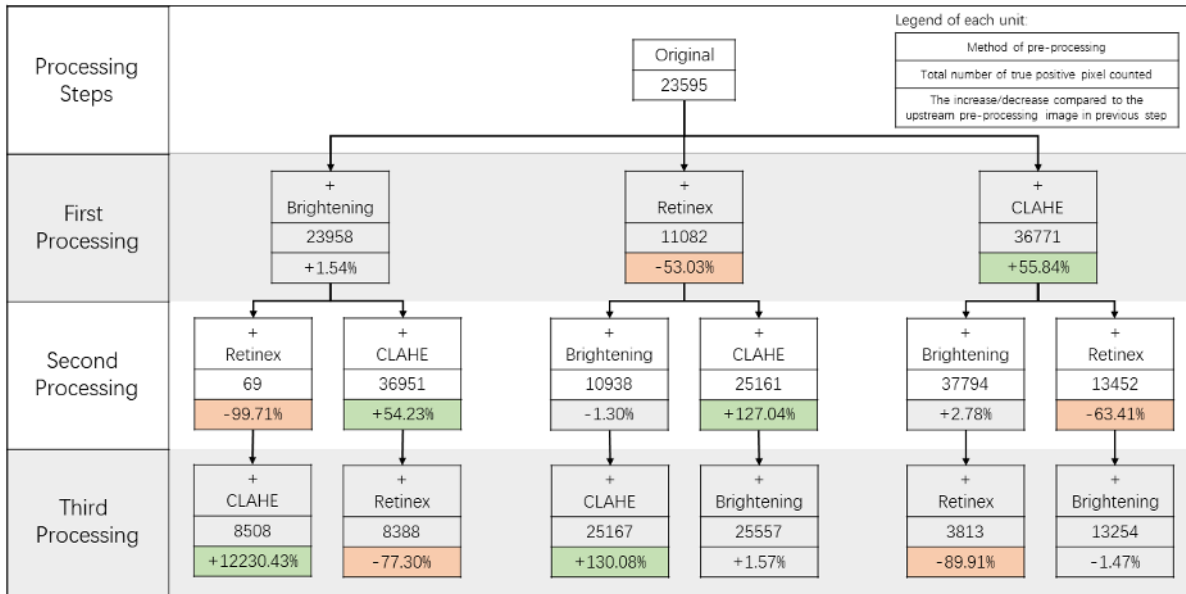 Legend of each unit:
Method of pre-processing
Total number of true positive pixel counted
The increase/decrease compared to the
upstream pre-processing image in previous step
Processing
Steps
Original
23595
First
Processing
+
Brightening
23958
+1.54%
+
Retinex
11082
-53.03%
+
CLAHE
36771
+55.84%
Second
Processing
+
Retinex
69
-99.71%
+
CLAHE
36951
+54.23%
+
Brightening
10938
-1.30%
+
CLAHE
25161
+127.04%
+
Brightening
37794
+2.78%
+
Retinex
13452
-63.41%
Third
Processing
+
CLAHE
8508
+12230.43%
+
Retinex
8388
-77.30%
+
CLAHE
25167
+130.08%
+
Brightening
25557
+1.57%
+
Retinex
3813
-89.91%
+
Brightening
13254
-1.47%